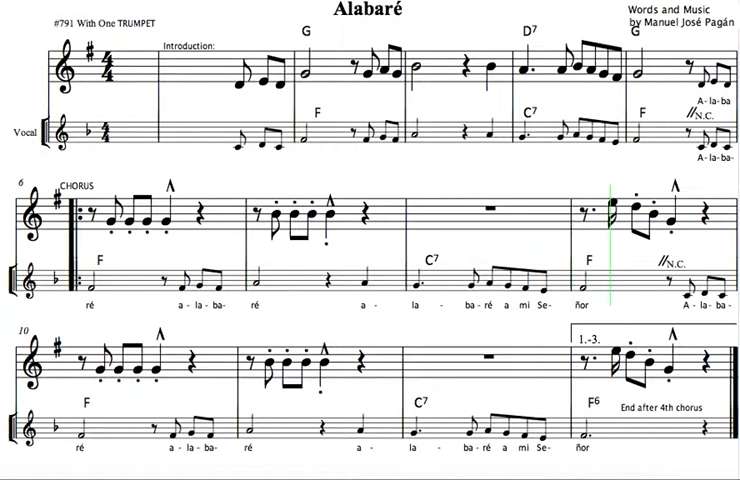 Alabaré
#791 With One TRUMPET
Words and Music
by Manuel José Pagán
Introduction:
G D7 G
A-la-ba
Vocal
F C7 F //N.C.
A-la-ba-
6 CHORUS
F C7 F //N.C.
ré a-la-ba- ré a- la- ba-ré a mi Se- ñor A-la-ba-
10
1.-3.
F C7 F6 End after 4th chorus
ré a-la-ba- ré a- la- ba-ré a mi Se- ñor